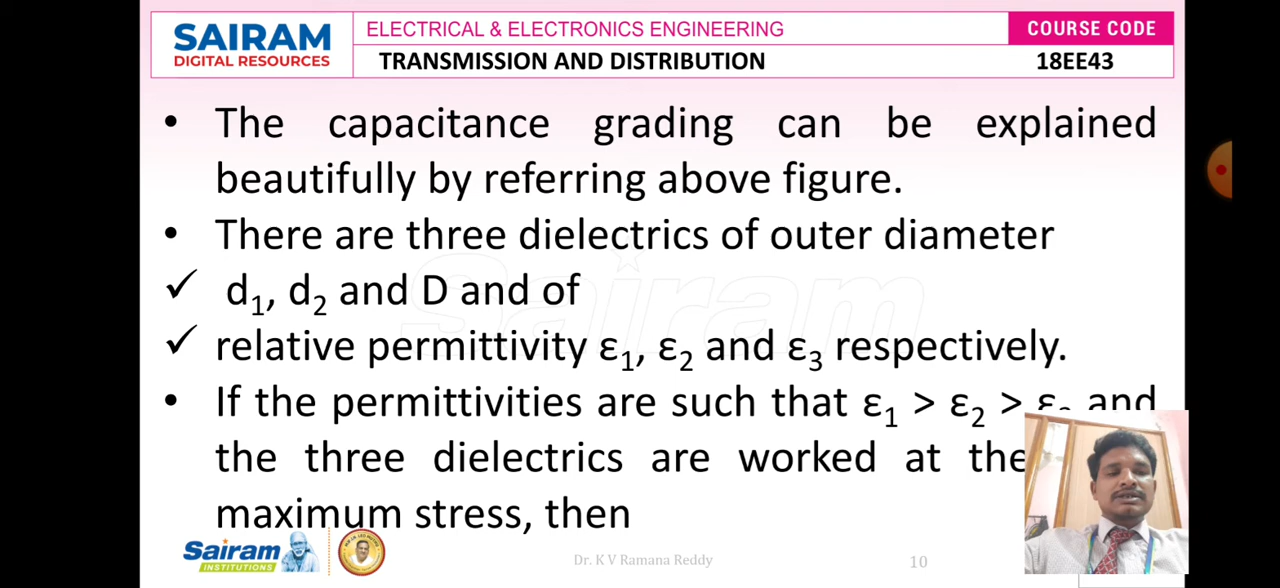 SAIRAM
DIGITAL RESOURCES
ELECTRICAL & ELECTRONICS ENGINEERING
COURSE CODE
TRANSMISSION AND DISTRIBUTION
18EE43
• The capacitance grading can be explained
beautifully by referring above figure.
• There are three dielectrics of outer diameter
✓ d₁, d₂ and D and of
✓ relative permittivity ε₁, ε₂ and ε₃ respectively.
• If the permittivities are such that ε₁ > ε₂ > ε₃ and
the three dielectrics are worked at the
maximum stress, then
Sairam
Sairam
INSTITUTIONS
Dr. K V Ramana Reddy
10